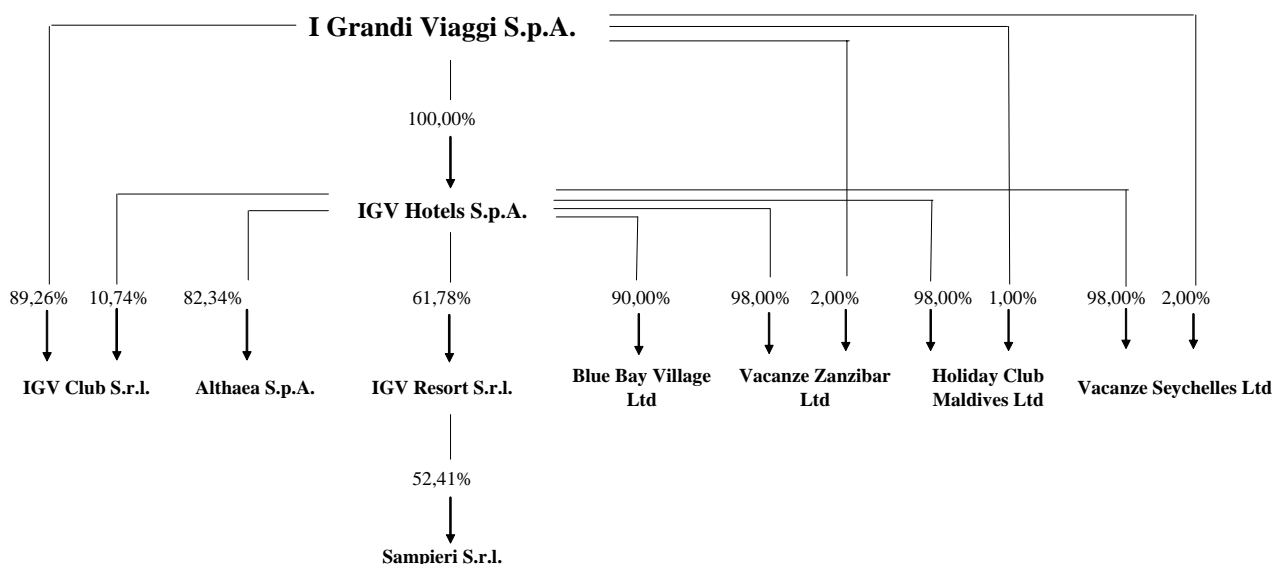 I Grandi Viaggi S.p.A.
100,00%
IGV Hotels S.p.A.
89,26% 10,74% 82,34% 61,78% 90,00% 98,00% 2,00% 98,00% 1,00% 98,00% 2,00%
IGV Club S.r.l. Althaea S.p.A. IGV Resort S.r.l. Blue Bay Village Ltd Vacanze Zanzibar Ltd Holiday Club Maldives Ltd Vacanze Seychelles Ltd
52,41%
Sampieri S.r.l.